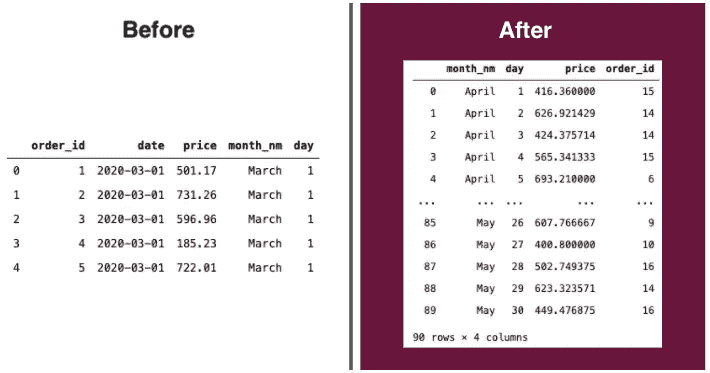 Before
order_id date price month_nm day
0 1 2020-03-01 501.17 March 1
1 2 2020-03-01 731.26 March 1
2 3 2020-03-01 596.96 March 1
3 4 2020-03-01 185.23 March 1
4 5 2020-03-01 722.01 March 1
After
month_nm day price order_id
0 April 1 416.360000 15
1 April 2 626.921429 14
2 April 3 424.375714 14
3 April 4 565.341333 15
4 April 5 693.210000 6
... ... ... ... ...
85 May 26 607.766667 9
86 May 27 400.800000 10
87 May 28 502.749375 16
88 May 29 623.323571 14
89 May 30 449.476875 16
90 rows × 4 columns